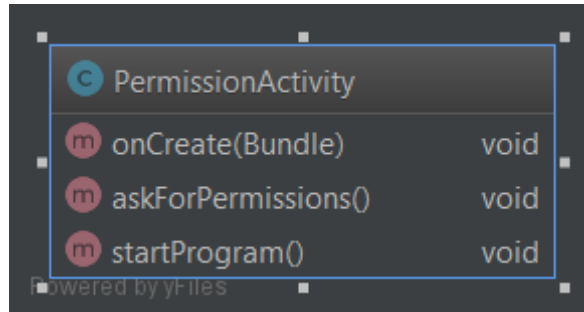 C PermissionActivity
m onCreate(Bundle) void
m askForPermissions() void
m startProgram() void
Powered by yFiles